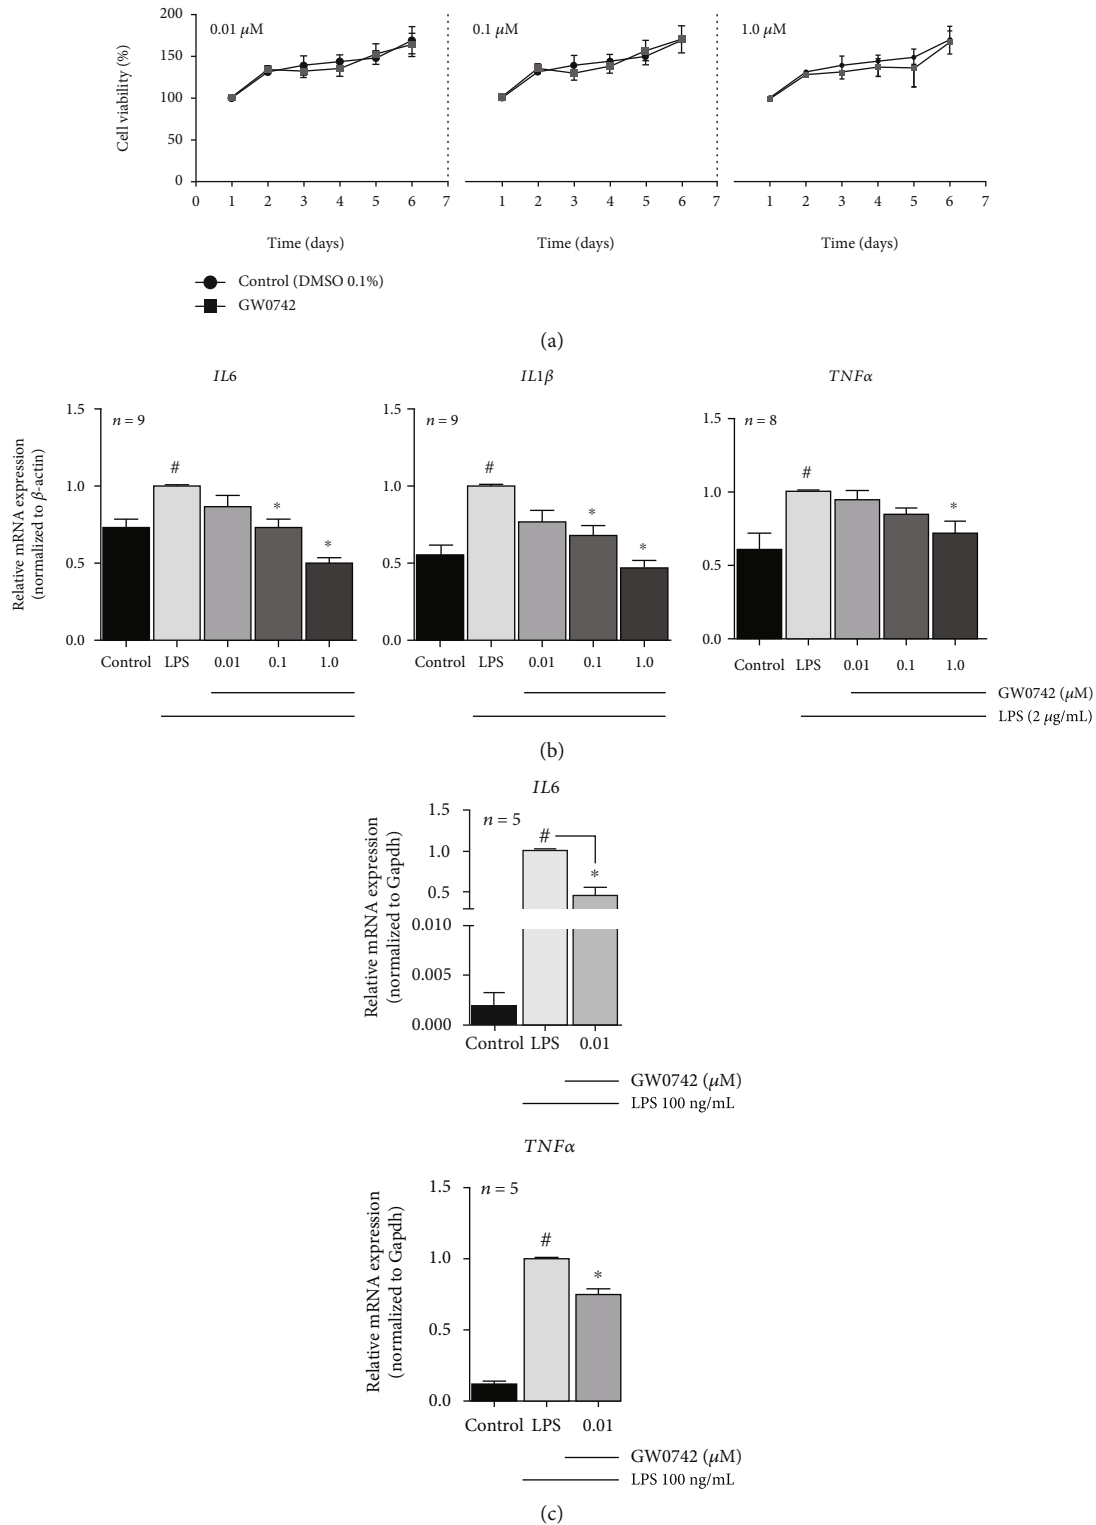 0.01 μM
0.1 μM
1.0 μM
Cell viability (%)
200
150
100
50
0
0 1 2 3 4 5 6 7
1 2 3 4 5 6 7
1 2 3 4 5 6 7
Time (days)
Time (days)
Time (days)
Control (DMSO 0.1%)
GW0742
(a)
IL6
IL1β
TNFα
Relative mRNA expression
(normalized to β-actin)
1.5
1.0
0.5
0.0
n = 9
#
*
*
Control LPS 0.01 0.1 1.0
1.5
1.0
0.5
0.0
n = 9
#
*
*
Control LPS 0.01 0.1 1.0
1.5
1.0
0.5
0.0
n = 8
#
*
Control LPS 0.01 0.1 1.0
GW0742 (μM)
LPS (2 μg/mL)
(b)
IL6
Relative mRNA expression
(normalized to Gapdh)
1.5
1.0
0.5
0.010
0.005
0.000
n = 5
#
*
Control LPS 0.01
GW0742 (μM)
LPS 100 ng/mL
TNFα
Relative mRNA expression
(normalized to Gapdh)
1.5
1.0
0.5
0.0
n = 5
#
*
Control LPS 0.01
GW0742 (μM)
LPS 100 ng/mL
(c)